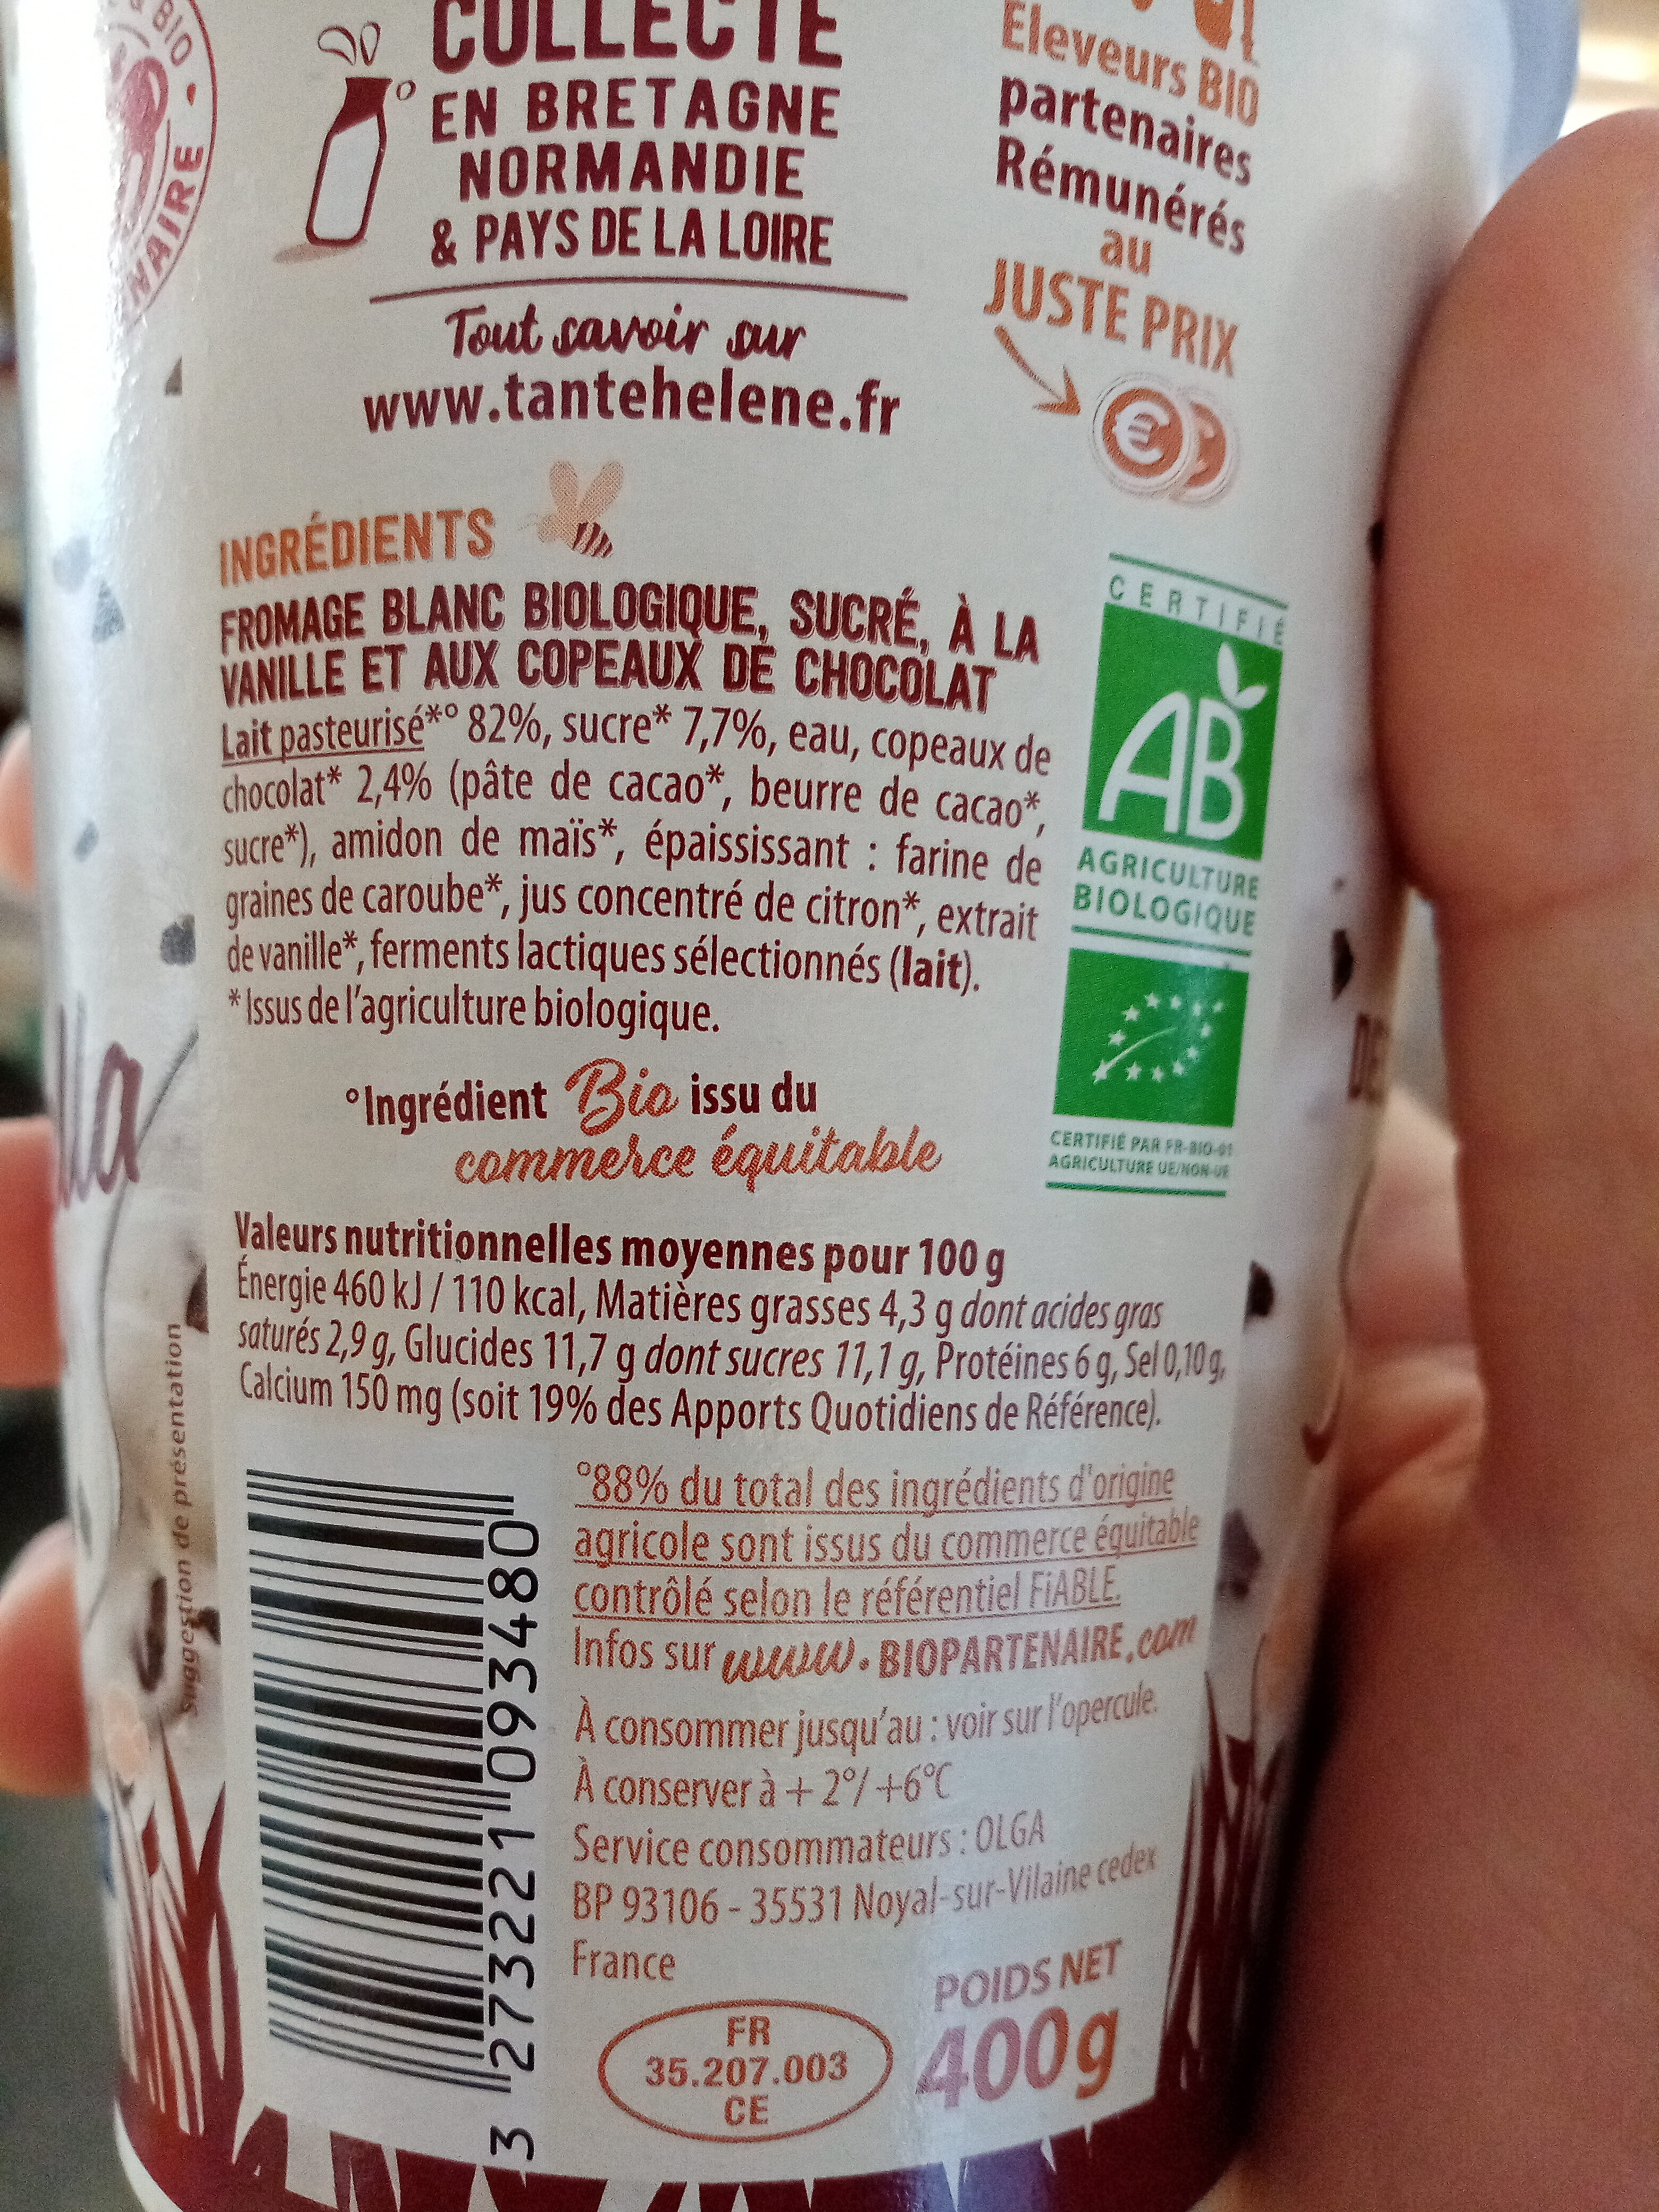 BIO
NAIRE
COLLECTÉ
EN BRETAGNE
NORMANDIE
& PAYS DE LA LOIRE
Tout savoir sur
www.tantehelene.fr
Éleveurs BIO
partenaires
Rémunérés
au
JUSTE PRIX
€
INGRÉDIENTS
FROMAGE BLANC BIOLOGIQUE, SUCRÉ, À LA
VANILLE ET AUX COPEAUX DE CHOCOLAT
Lait pasteurisé*° 82%, sucre* 7,7%, eau, copeaux de
chocolat* 2,4% (pâte de cacao*, beurre de cacao*,
sucre*), amidon de maïs*, épaississant : farine de
graines de caroube*, jus concentré de citron*, extrait
de vanille*, ferments lactiques sélectionnés (lait).
* Issus de l'agriculture biologique.
°Ingrédient Bio issu du
commerce équitable
CERTIFIÉ
AB
AGRICULTURE
BIOLOGIQUE
CERTIFIÉ PAR FR-BIO-01
AGRICULTURE UE/NON-UE
Valeurs nutritionnelles moyennes pour 100 g
Énergie 460 kJ / 110 kcal, Matières grasses 4,3 g dont acides gras
saturés 2,9 g, Glucides 11,7 g dont sucres 11,1 g, Protéines 6 g, Sel 0,10 g,
Calcium 150 mg (soit 19% des Apports Quotidiens de Référence).
°88% du total des ingrédients d'origine
agricole sont issus du commerce équitable
contrôlé selon le référentiel FiABLE.
Infos sur www.BIOPARTENAIRE.com
À consommer jusqu'au : voir sur l'opercule.
À conserver à + 2°/ +6°C
Service consommateurs : OLGA
BP 93106 - 35531 Noyal-sur-Vilaine cedex
France
FR
35.207.003
CE
POIDS NET
400g
3 273221 093480
Suggestion de présentation